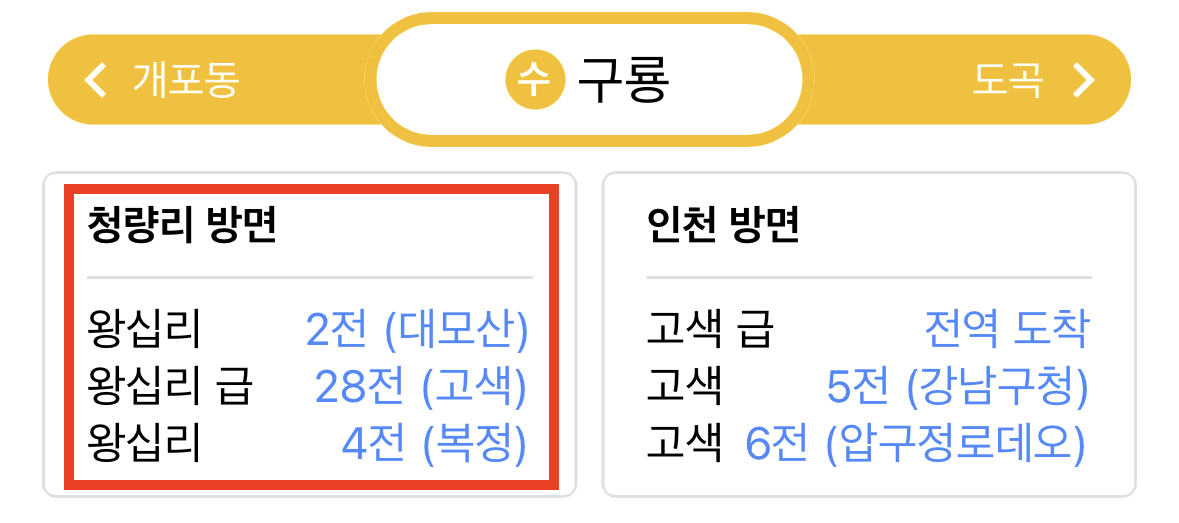 개포동 수 구룡 도곡
청량리 방면
왕십리 2전 (대모산)
왕십리 급 28전 (고색)
왕십리 4전 (복정)
인천 방면
고색 급 전역 도착
고색 5전 (강남구청)
고색 6전 (압구정로데오)